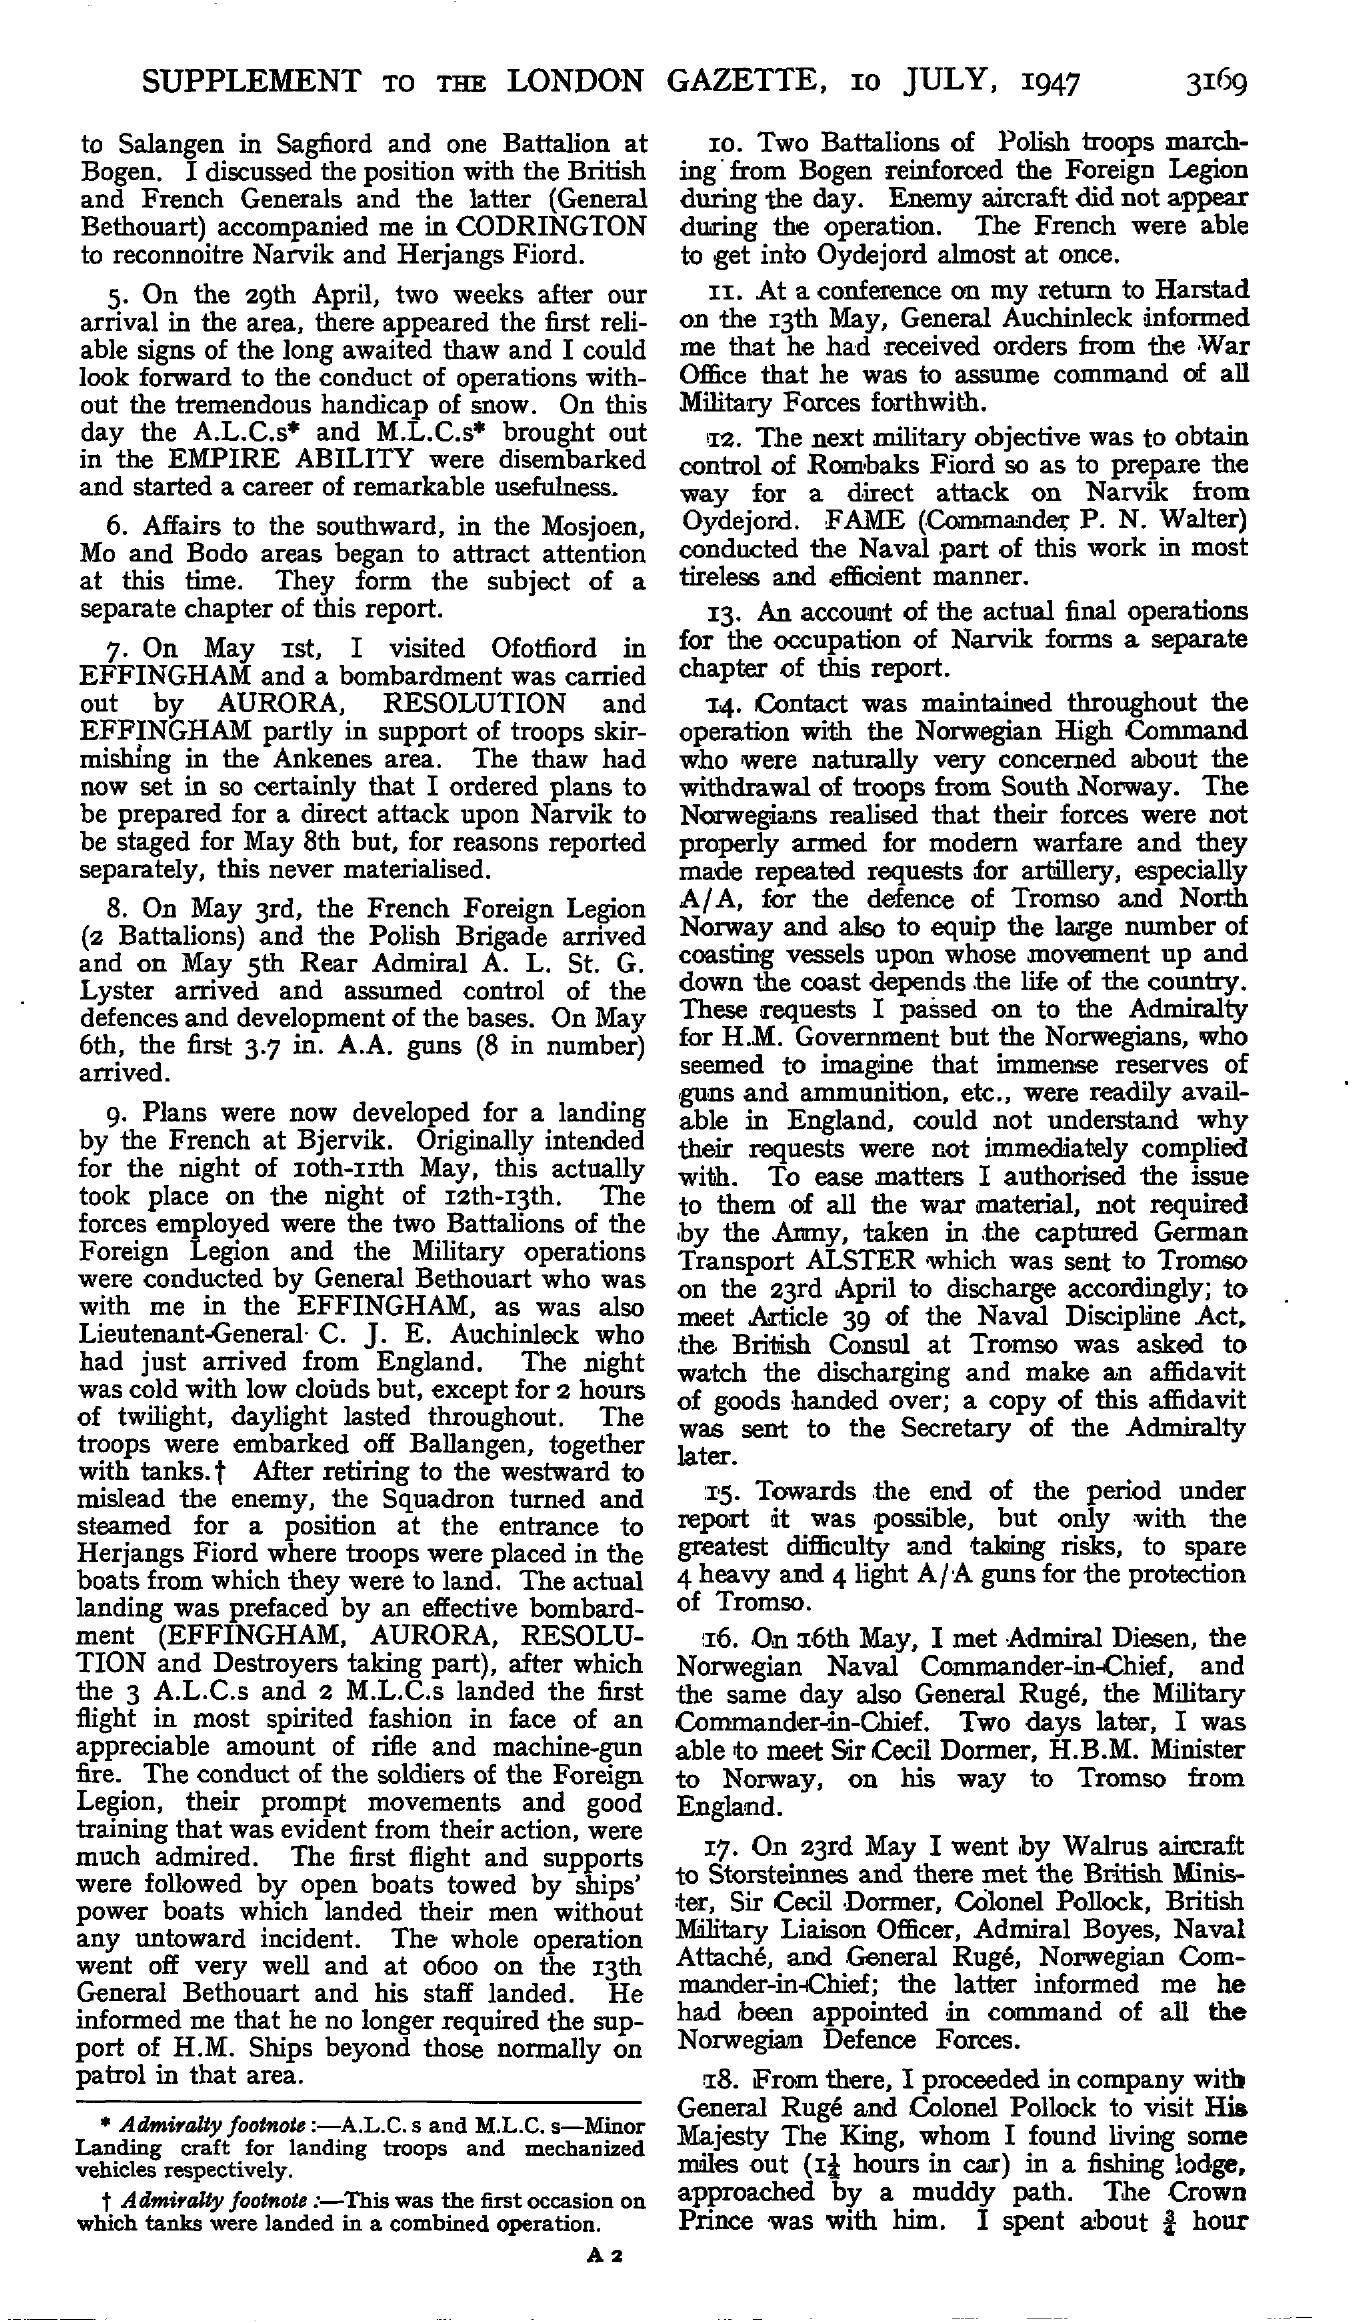 SUPPLEMENT TO THE LONDON GAZETTE, 10 JULY, 1947 3169
to Salangen in Sagfiord and one Battalion at
Bogen. I discussed the position with the British
and French Generals and the latter (General
Bethouart) accompanied me in CODRINGTON
to reconnoitre Narvik and Herjangs Fiord.
5. On the 29th April, two weeks after our
arrival in the area, there appeared the first reli-
able signs of the long awaited thaw and I could
look forward to the conduct of operations with-
out the tremendous handicap of snow. On this
day the A.L.C.s* and M.L.C.s* brought out
in the EMPIRE ABILITY were disembarked
and started a career of remarkable usefulness.
6. Affairs to the southward, in the Mosjoen,
Mo and Bodo areas began to attract attention
at this time. They form the subject of a
separate chapter of this report.
7. On May 1st, I visited Ofotfiord in
EFFINGHAM and a bombardment was carried
out by AURORA, RESOLUTION and
EFFINGHAM partly in support of troops skir-
mishing in the Ankenes area. The thaw had
now set in so certainly that I ordered plans to
be prepared for a direct attack upon Narvik to
be staged for May 8th but, for reasons reported
separately, this never materialised.
8. On May 3rd, the French Foreign Legion
(2 Battalions) and the Polish Brigade arrived
and on May 5th Rear Admiral A. L. St. G.
Lyster arrived and assumed control of the
defences and development of the bases. On May
6th, the first 3.7 in. A.A. guns (8 in number)
arrived.
9. Plans were now developed for a landing
by the French at Bjervik. Originally intended
for the night of 10th-11th May, this actually
took place on the night of 12th-13th. The
forces employed were the two Battalions of the
Foreign Legion and the Military operations
were conducted by General Bethouart who was
with me in the EFFINGHAM, as was also
Lieutenant-General C. J. E. Auchinleck who
had just arrived from England. The night
was cold with low clouds but, except for 2 hours
of twilight, daylight lasted throughout. The
troops were embarked off Ballangen, together
with tanks.† After retiring to the westward to
mislead the enemy, the Squadron turned and
steamed for a position at the entrance to
Herjangs Fiord where troops were placed in the
boats from which they were to land. The actual
landing was prefaced by an effective bombard-
ment (EFFINGHAM, AURORA, RESOLU-
TION and Destroyers taking part), after which
the 3 A.L.C.s and 2 M.L.C.s landed the first
flight in most spirited fashion in face of an
appreciable amount of rifle and machine-gun
fire. The conduct of the soldiers of the Foreign
Legion, their prompt movements and good
training that was evident from their action, were
much admired. The first flight and supports
were followed by open boats towed by ships'
power boats which landed their men without
any untoward incident. The whole operation
went off very well and at 0600 on the 13th
General Bethouart and his staff landed. He
informed me that he no longer required the sup-
port of H.M. Ships beyond those normally on
patrol in that area.
* Admiralty footnote :—A.L.C. s and M.L.C. s—Minor
Landing craft for landing troops and mechanized
vehicles respectively.
† Admiralty footnote :—This was the first occasion on
which tanks were landed in a combined operation.
10. Two Battalions of Polish troops march-
ing from Bogen reinforced the Foreign Legion
during the day. Enemy aircraft did not appear
during the operation. The French were able
to get into Oydejord almost at once.
11. At a conference on my return to Harstad
on the 13th May, General Auchinleck informed
me that he had received orders from the War
Office that he was to assume command of all
Military Forces forthwith.
12. The next military objective was to obtain
control of Rombaks Fiord so as to prepare the
way for a direct attack on Narvik from
Oydejord. FAME (Commander P. N. Walter)
conducted the Naval part of this work in most
tireless and efficient manner.
13. An account of the actual final operations
for the occupation of Narvik forms a separate
chapter of this report.
14. Contact was maintained throughout the
operation with the Norwegian High Command
who were naturally very concerned about the
withdrawal of troops from South Norway. The
Norwegians realised that their forces were not
properly armed for modern warfare and they
made repeated requests for artillery, especially
A/A, for the defence of Tromso and North
Norway and also to equip the large number of
coasting vessels upon whose movement up and
down the coast depends the life of the country.
These requests I passed on to the Admiralty
for H.M. Government but the Norwegians, who
seemed to imagine that immense reserves of
guns and ammunition, etc., were readily avail-
able in England, could not understand why
their requests were not immediately complied
with. To ease matters I authorised the issue
to them of all the war material, not required
by the Army, taken in the captured German
Transport ALSTER which was sent to Tromso
on the 23rd April to discharge accordingly; to
meet Article 39 of the Naval Discipline Act,
the British Consul at Tromso was asked to
watch the discharging and make an affidavit
of goods handed over; a copy of this affidavit
was sent to the Secretary of the Admiralty
later.
15. Towards the end of the period under
report it was possible, but only with the
greatest difficulty and taking risks, to spare
4 heavy and 4 light A/A guns for the protection
of Tromso.
16. On 16th May, I met Admiral Diesen, the
Norwegian Naval Commander-in-Chief, and
the same day also General Rugé, the Military
Commander-in-Chief. Two days later, I was
able to meet Sir Cecil Dormer, H.B.M. Minister
to Norway, on his way to Tromso from
England.
17. On 23rd May I went by Walrus aircraft
to Storsteinnes and there met the British Minis-
ter, Sir Cecil Dormer, Colonel Pollock, British
Military Liaison Officer, Admiral Boyes, Naval
Attaché, and General Rugé, Norwegian Com-
mander-in-Chief; the latter informed me he
had been appointed in command of all the
Norwegian Defence Forces.
18. From there, I proceeded in company with
General Rugé and Colonel Pollock to visit His
Majesty The King, whom I found living some
miles out (1¼ hours in car) in a fishing lodge,
approached by a muddy path. The Crown
Prince was with him. I spent about ¾ hour
A 2